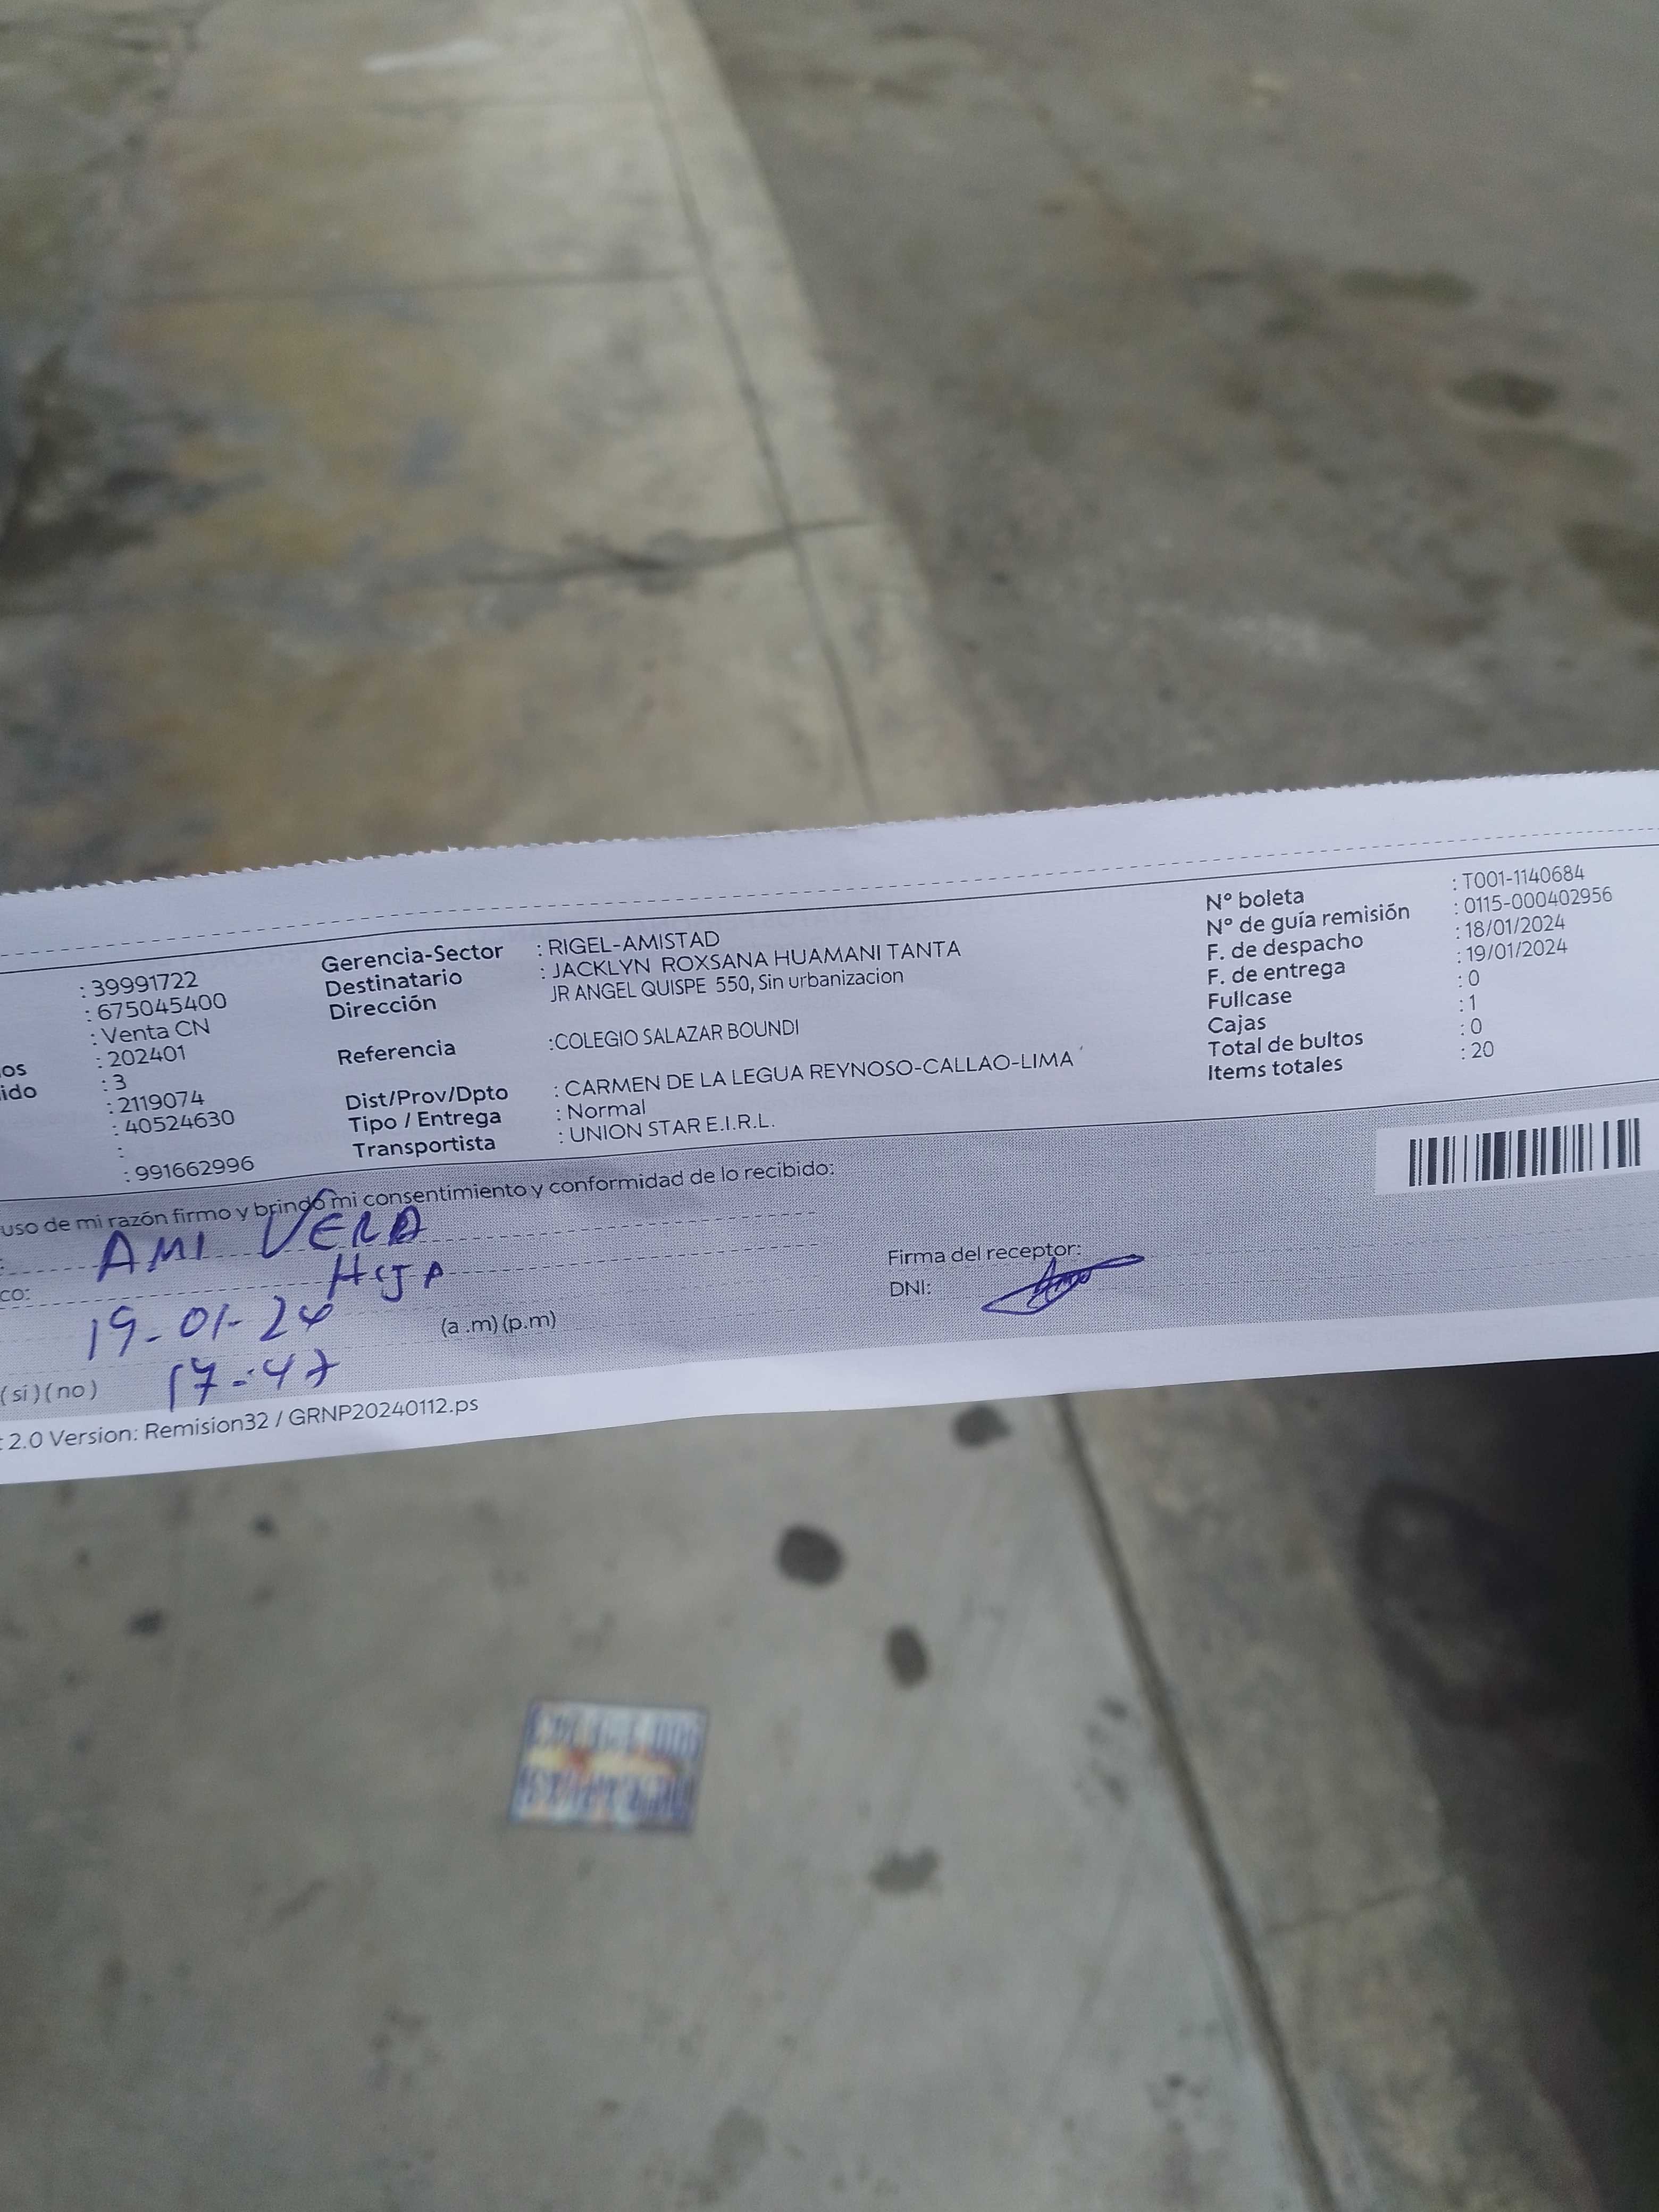 : 39991722
: 675045400
: Venta CN
os : 202401
ido : 3
: 2119074
: 40524630
:
: 991662996
Gerencia-Sector : RIGEL-AMISTAD
Destinatario : JACKLYN ROXSANA HUAMANI TANTA
Dirección JR ANGEL QUISPE 550, Sin urbanizacion
Referencia :COLEGIO SALAZAR BOUNDI
Dist/Prov/Dpto : CARMEN DE LA LEGUA REYNOSO-CALLAO-LIMA
Tipo / Entrega : Normal
Transportista : UNION STAR E.I.R.L.
N° boleta : T001-1140684
N° de guía remisión : 0115-000402956
F. de despacho : 18/01/2024
F. de entrega : 19/01/2024
Fullcase : 0
Cajas : 1
Total de bultos : 0
Items totales : 20
uso de mi razón firmo y brindo mi consentimiento y conformidad de lo recibido:
: AMI VERA
co: HIJA
19-01-24
(a .m) (p.m)
(si) (no) 17-47
Firma del receptor:
DNI:
: 2.0 Version: Remision32 / GRNP20240112.ps